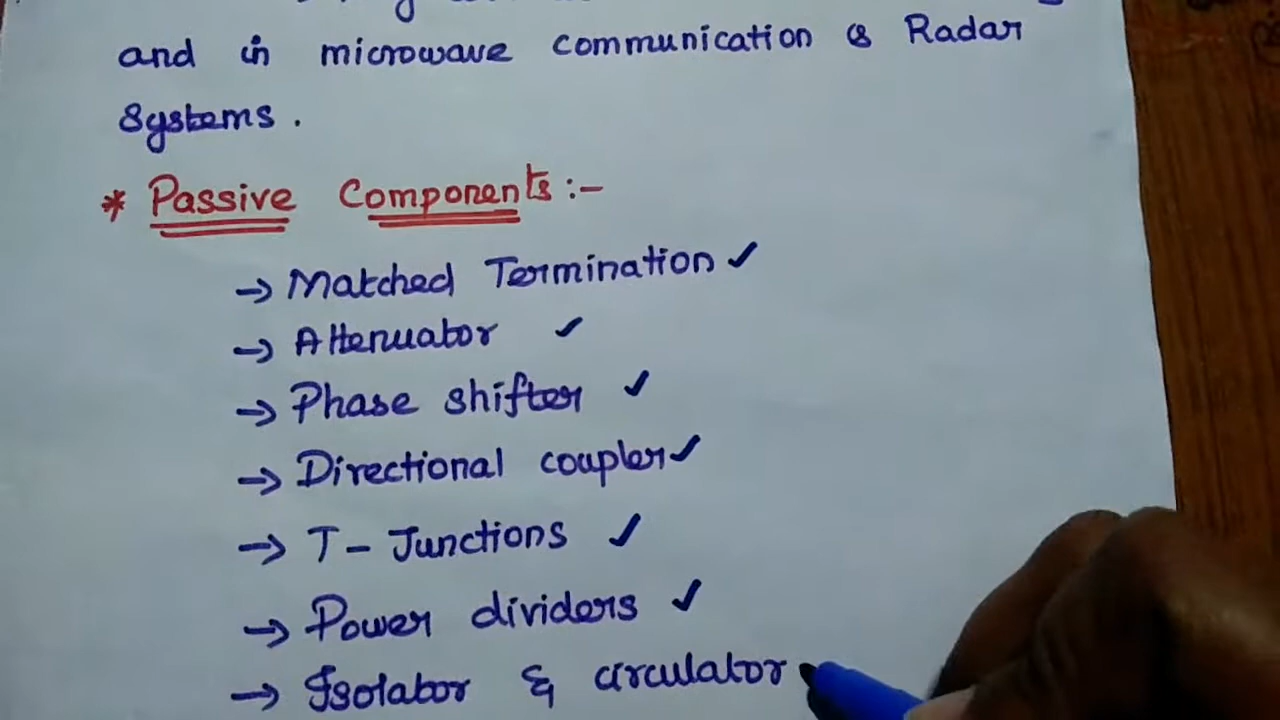 and in microwave communication & Radar
Systems.
* Passive Components :-
→ Matched Termination ✓
→ Attenuator ✓
→ Phase shifter ✓
→ Directional coupler ✓
→ T - Junctions ✓
→ Power dividers ✓
→ Isolator & circulator